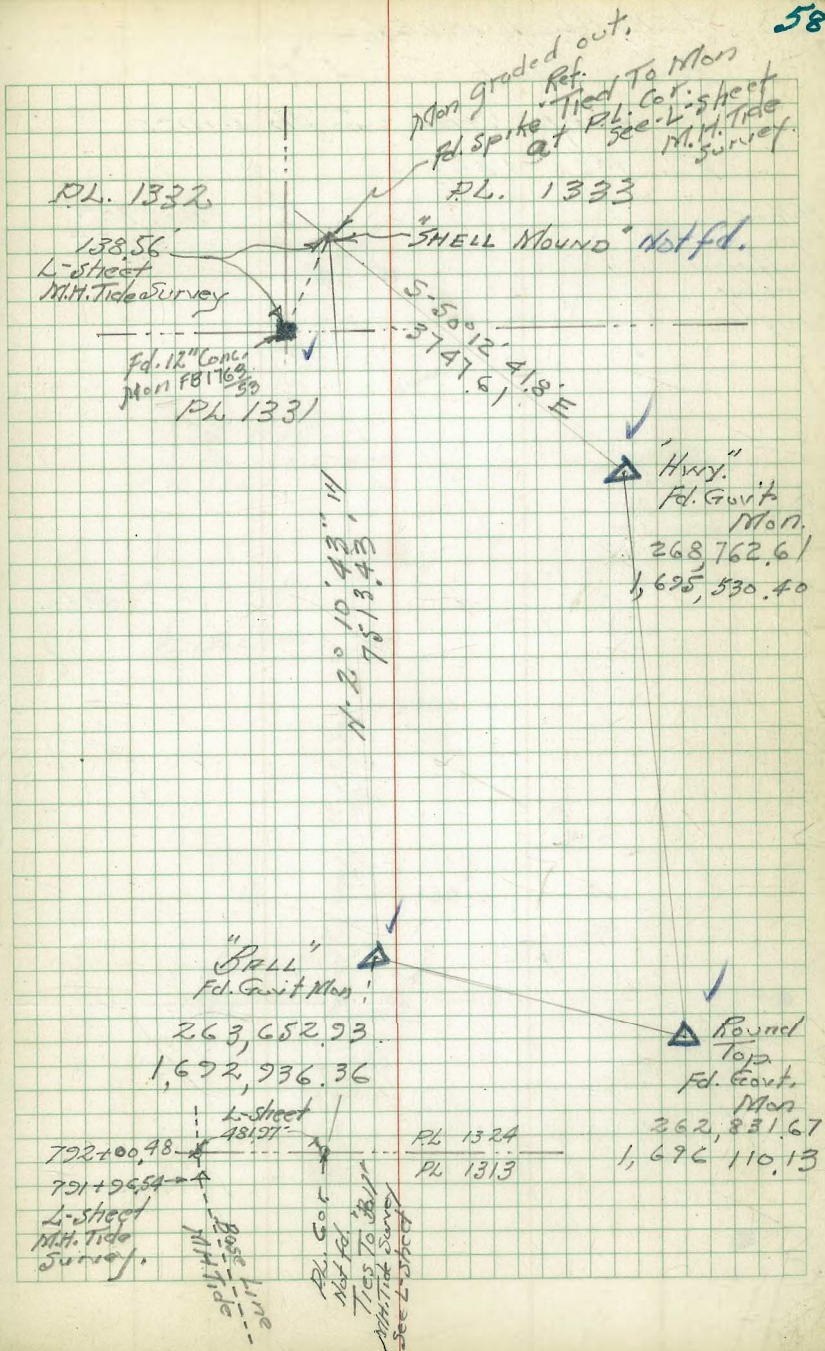 58
Mon graded out.
Ref.
Fd. Spike Tied To Mon
at P.L. Cor.
See L-sheet
M.H. Tide
Survey.
P.L. 1332
P.L. 1333
138.56'
L-sheet
M.H. Tide Survey
"SHELL MOUND" Not fd.
S-50° 12' 41.8" E
3747.61
Fd. 12" Conc.
Mon FB 1763/53
PL 1331
"Hwy."
Fd. Gov't.
Mon.
268,762.61
1,695,530.40
N-2° 10' 43" W
7513.43'
"BALL"
Fd. Gov't Mon
263,652.93
1,692,936.36
Round
Top
Fd. Govt.
Mon
262,831.67
1,696,110.13
L-sheet
481.97'
792+00.48
791+96.54
L-sheet
M.H. Tide
Survey.
PL 1324
PL 1313
Base Line
M.H. Tide
P.L. Cor.
Not fd.
Ties To "Ball"
M.H. Tide Survey
See L-Sheet